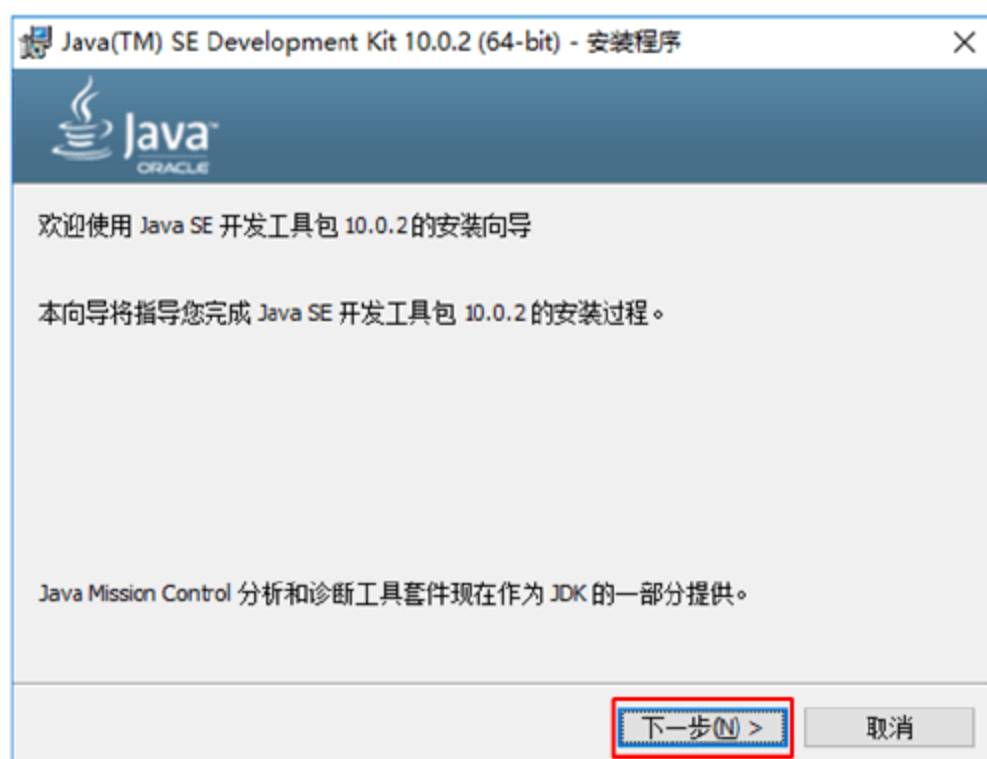 Java(TM) SE Development Kit 10.0.2 (64-bit) - 安装程序
Java™
ORACLE
欢迎使用 Java SE 开发工具包 10.0.2的安装向导
本向导将指导您完成 Java SE 开发工具包 10.0.2 的安装过程。
Java Mission Control 分析和诊断工具套件现在作为 JDK 的一部分提供。
下一步(N) > 取消